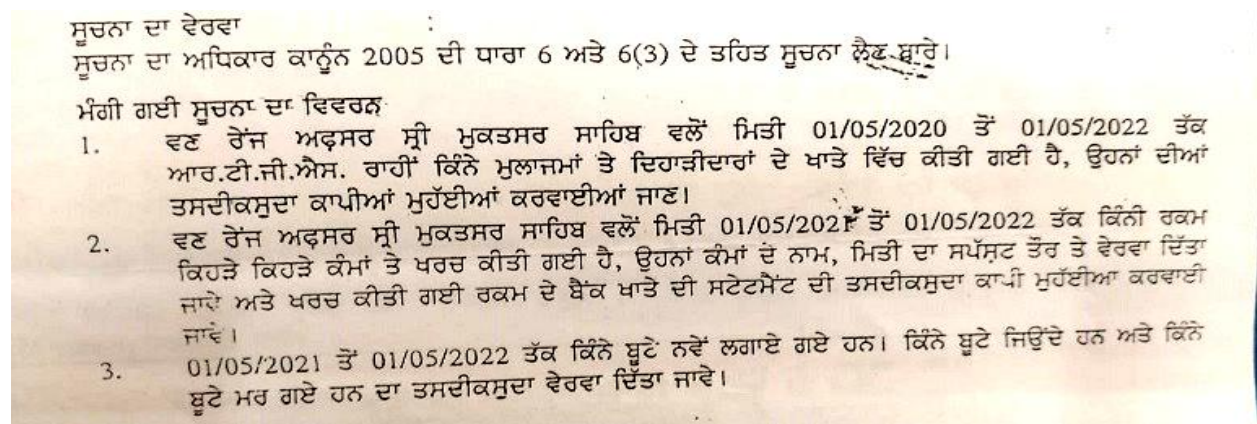 ਸੂਚਨਾ ਦਾ ਵੇਰਵਾ :
ਸੂਚਨਾ ਦਾ ਅਧਿਕਾਰ ਕਾਨੂੰਨ 2005 ਦੀ ਧਾਰਾ 6 ਅਤੇ 6(3) ਦੇ ਤਹਿਤ ਸੂਚਨਾ ਲੈਣ ਬਾਰੇ।
ਮੰਗੀ ਗਈ ਸੂਚਨਾ ਦਾ ਵਿਵਰਨ
1. ਵਣ ਰੇਂਜ ਅਫ਼ਸਰ ਸ੍ਰੀ ਮੁਕਤਸਰ ਸਾਹਿਬ ਵਲੋਂ ਮਿਤੀ 01/05/2020 ਤੋਂ 01/05/2022 ਤੱਕ
ਆਰ.ਟੀ.ਜੀ.ਐਸ. ਰਾਹੀਂ ਕਿੰਨੇ ਮੁਲਾਜਮਾਂ ਤੇ ਦਿਹਾੜੀਦਾਰਾਂ ਦੇ ਖਾਤੇ ਵਿੱਚ ਕੀਤੀ ਗਈ ਹੈ, ਉਹਨਾਂ ਦੀਆਂ
ਤਸਦੀਕਸੁਦਾ ਕਾਪੀਆਂ ਮੁਹੱਈਆਂ ਕਰਵਾਈਆਂ ਜਾਣ।
2. ਵਣ ਰੇਂਜ ਅਫ਼ਸਰ ਸ੍ਰੀ ਮੁਕਤਸਰ ਸਾਹਿਬ ਵਲੋਂ ਮਿਤੀ 01/05/2021 ਤੋਂ 01/05/2022 ਤੱਕ ਕਿੰਨੀ ਰਕਮ
ਕਿਹੜੇ ਕਿਹੜੇ ਕੰਮਾਂ ਤੇ ਖਰਚ ਕੀਤੀ ਗਈ ਹੈ, ਉਹਨਾਂ ਕੰਮਾਂ ਦੇ ਨਾਮ, ਮਿਤੀ ਦਾ ਸਪੱਸ਼ਟ ਤੌਰ ਤੇ ਵੇਰਵਾ ਦਿੱਤਾ
ਜਾਵੇ ਅਤੇ ਖਰਚ ਕੀਤੀ ਗਈ ਰਕਮ ਦੇ ਬੈਂਕ ਖਾਤੇ ਦੀ ਸਟੇਟਮੈਂਟ ਦੀ ਤਸਦੀਕਸੁਦਾ ਕਾਪੀ ਮੁਹੱਈਆ ਕਰਵਾਈ
ਜਾਵੇ।
3. 01/05/2021 ਤੋਂ 01/05/2022 ਤੱਕ ਕਿੰਨੇ ਬੂਟੇ ਨਵੇਂ ਲਗਾਏ ਗਏ ਹਨ। ਕਿੰਨੇ ਬੂਟੇ ਜਿਉਂਦੇ ਹਨ ਅਤੇ ਕਿੰਨੇ
ਬੂਟੇ ਮਰ ਗਏ ਹਨ ਦਾ ਤਸਦੀਕਸੁਦਾ ਵੇਰਵਾ ਦਿੱਤਾ ਜਾਵੇ।